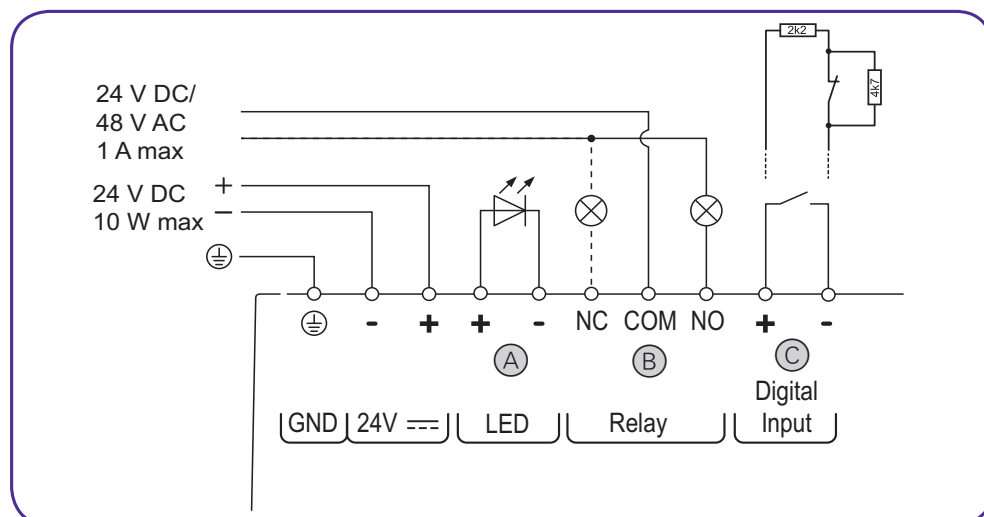 2k2
4k7
24 V DC/
48 V AC
1 A max
24 V DC +
10 W max −
- + + - NC COM NO + -
A B C
Digital
GND 24V LED Relay Input